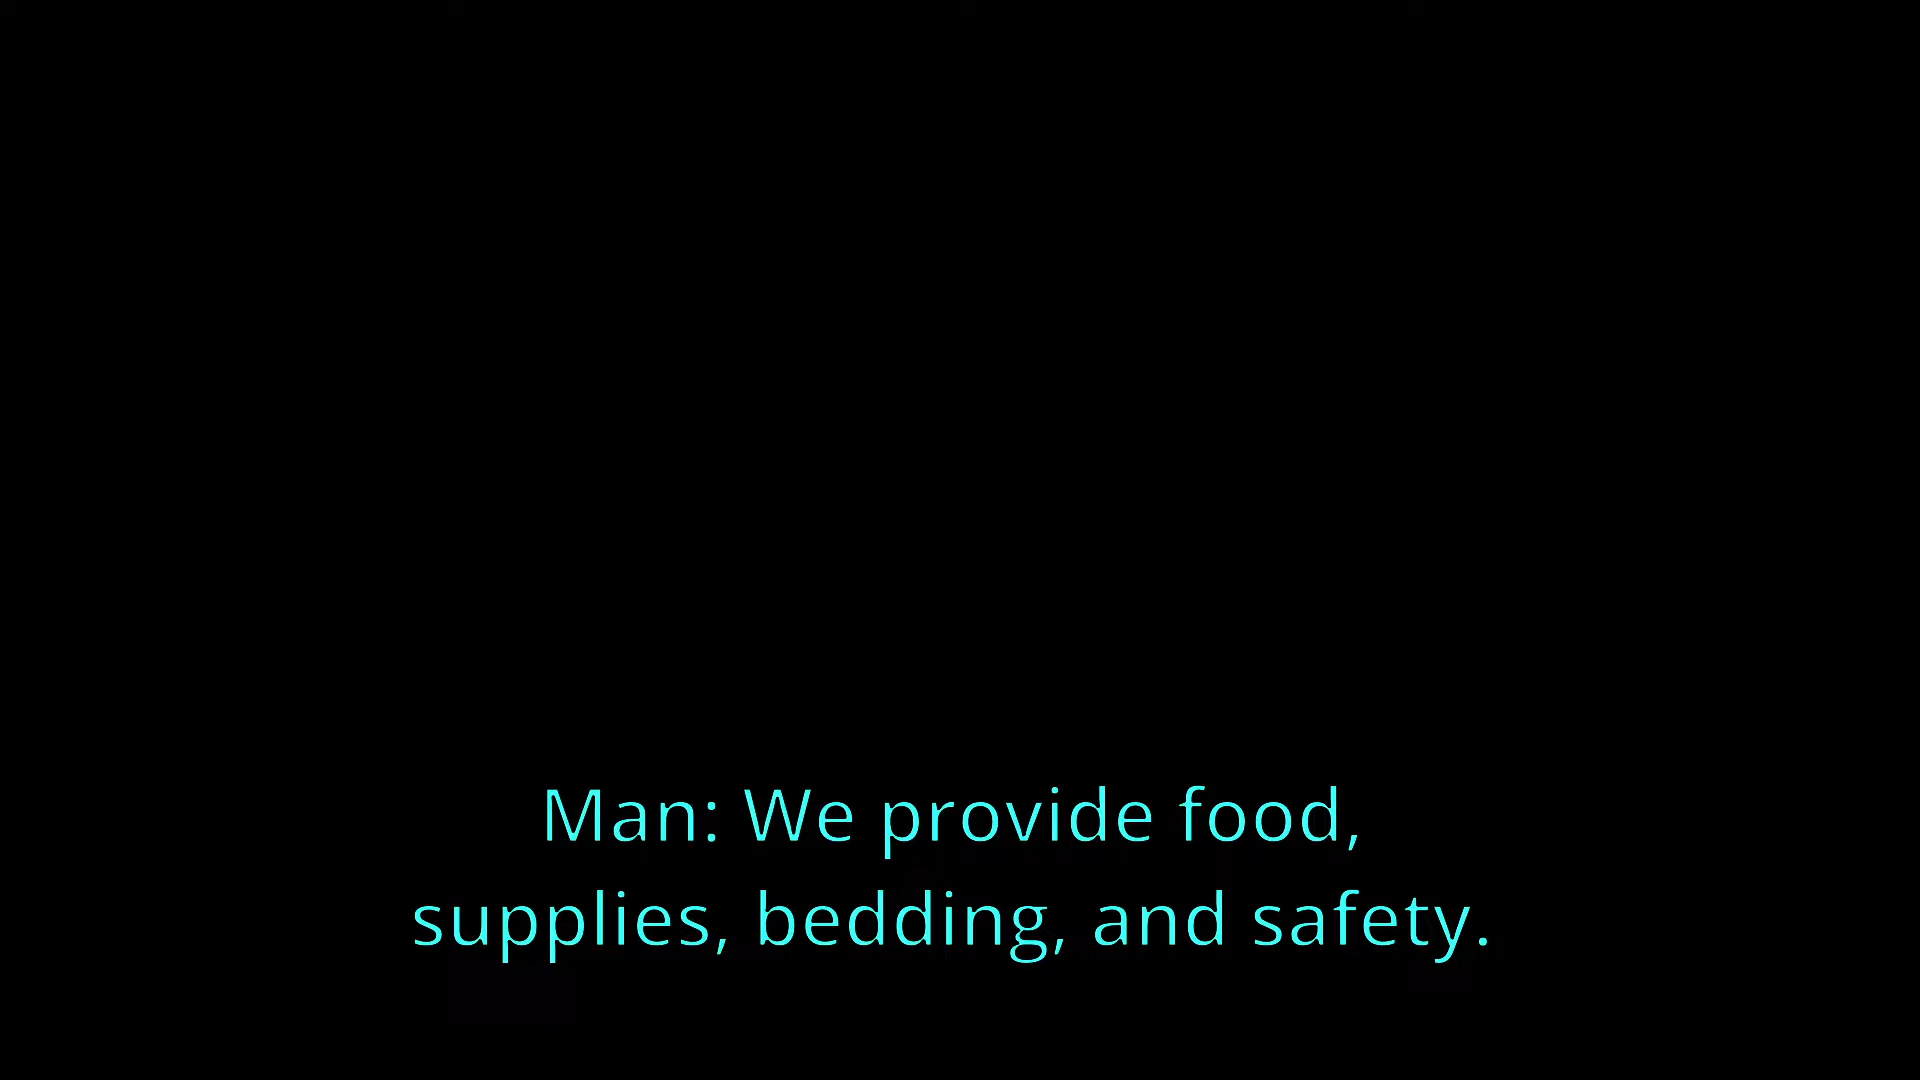 Man: We provide food,
supplies, bedding, and safety.